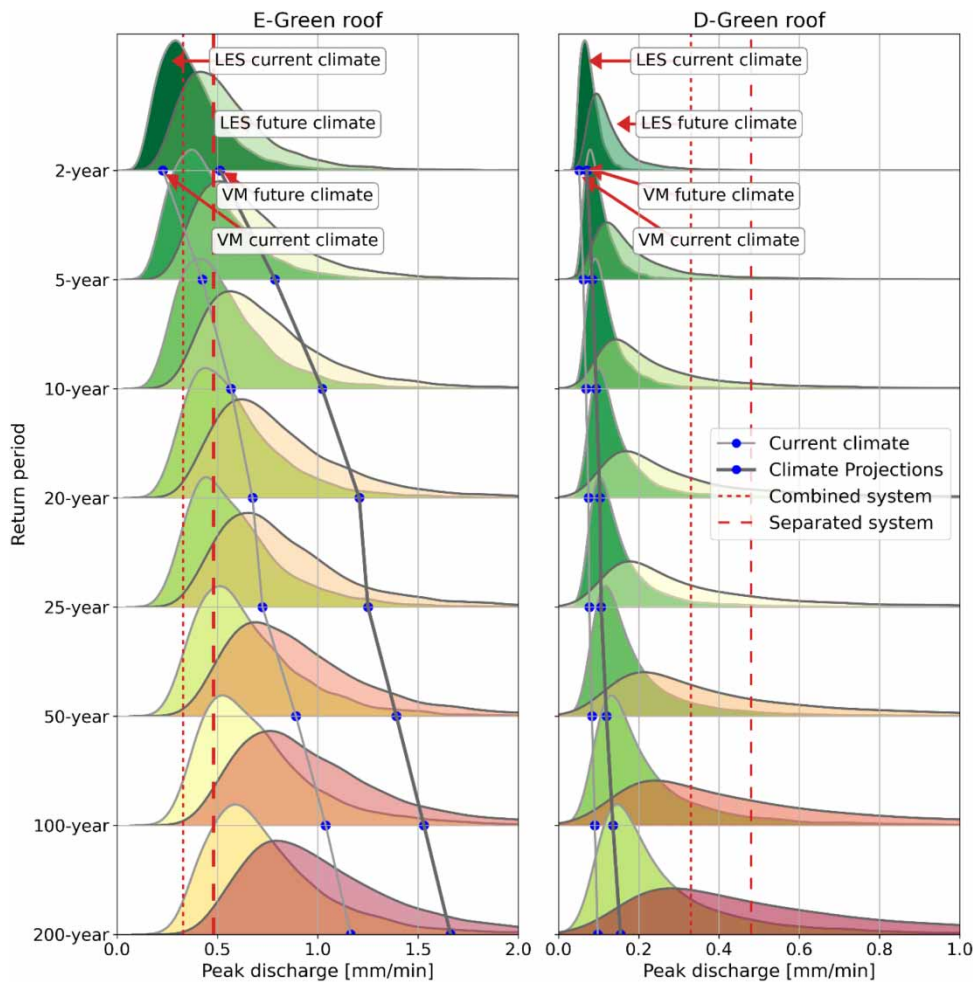 E-Green roof
D-Green roof
LES current climate
LES future climate
VM future climate
VM current climate
LES current climate
LES future climate
VM future climate
VM current climate
Return period
2-year
5-year
10-year
20-year
25-year
50-year
100-year
200-year
Current climate
Climate Projections
Combined system
Separated system
0.0 0.5 1.0 1.5 2.0
0.0 0.2 0.4 0.6 0.8 1.0
Peak discharge [mm/min]
Peak discharge [mm/min]